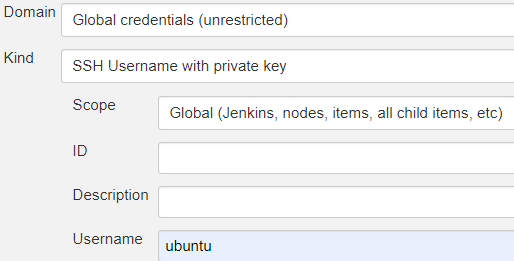 Domain
Global credentials (unrestricted)
Kind
SSH Username with private key
Scope
Global (Jenkins, nodes, items, all child items, etc)
ID
Description
Username
ubuntu